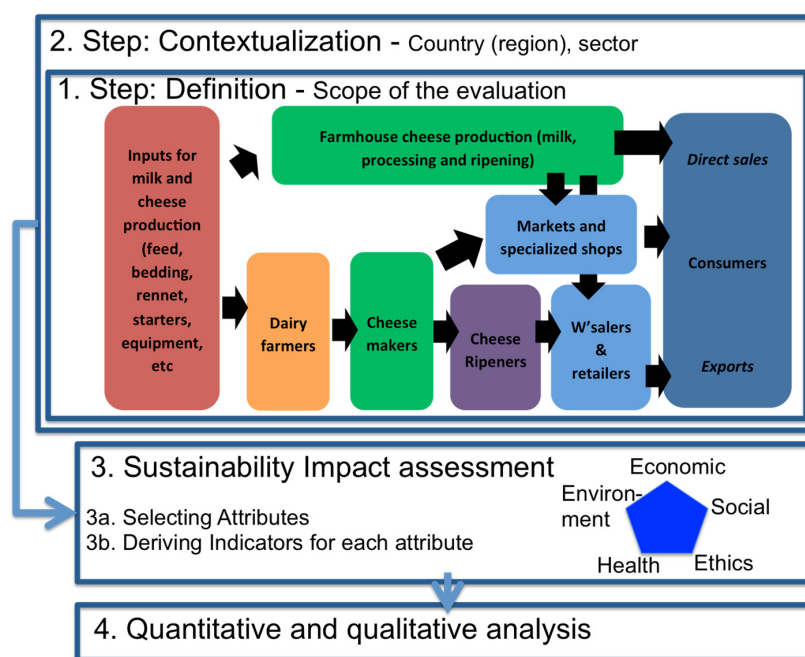 2. Step: Contextualization - Country (region), sector
1. Step: Definition - Scope of the evaluation
Inputs for
milk and
cheese
production
(feed,
bedding,
rennet,
starters,
equipment,
etc
Farmhouse cheese production (milk,
processing and ripening)
Direct sales
Markets and
specialized shops
Consumers
Dairy
farmers
Cheese
makers
Cheese
Ripeners
W'salers
&
retailers
Exports
3. Sustainability Impact assessment
3a. Selecting Attributes
3b. Deriving Indicators for each attribute
Economic
Environ-
ment
Social
Health
Ethics
4. Quantitative and qualitative analysis